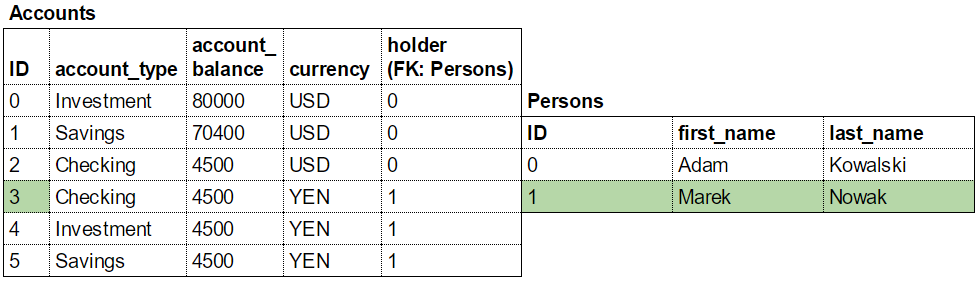 Accounts
ID account_type account_balance currency holder (FK: Persons)
0 Investment 80000 USD 0
1 Savings 70400 USD 0
2 Checking 4500 USD 0
3 Checking 4500 YEN 1
4 Investment 4500 YEN 1
5 Savings 4500 YEN 1
Persons
ID first_name last_name
0 Adam Kowalski
1 Marek Nowak